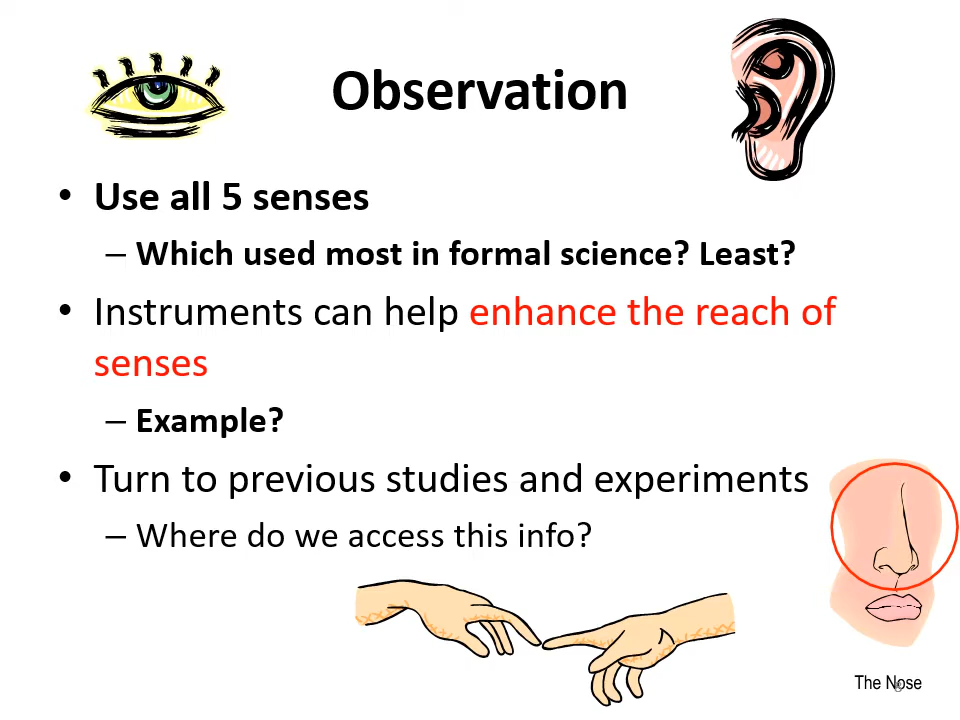 Observation
• Use all 5 senses
– Which used most in formal science? Least?
• Instruments can help enhance the reach of
senses
– Example?
• Turn to previous studies and experiments
– Where do we access this info?
The Nose